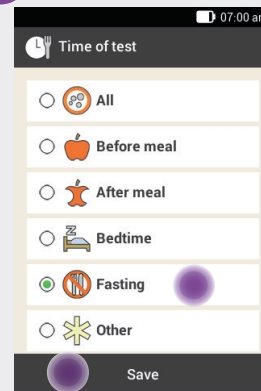 07:00 am
Time of test
All
Before meal
After meal
Bedtime
Fasting
Other
Save